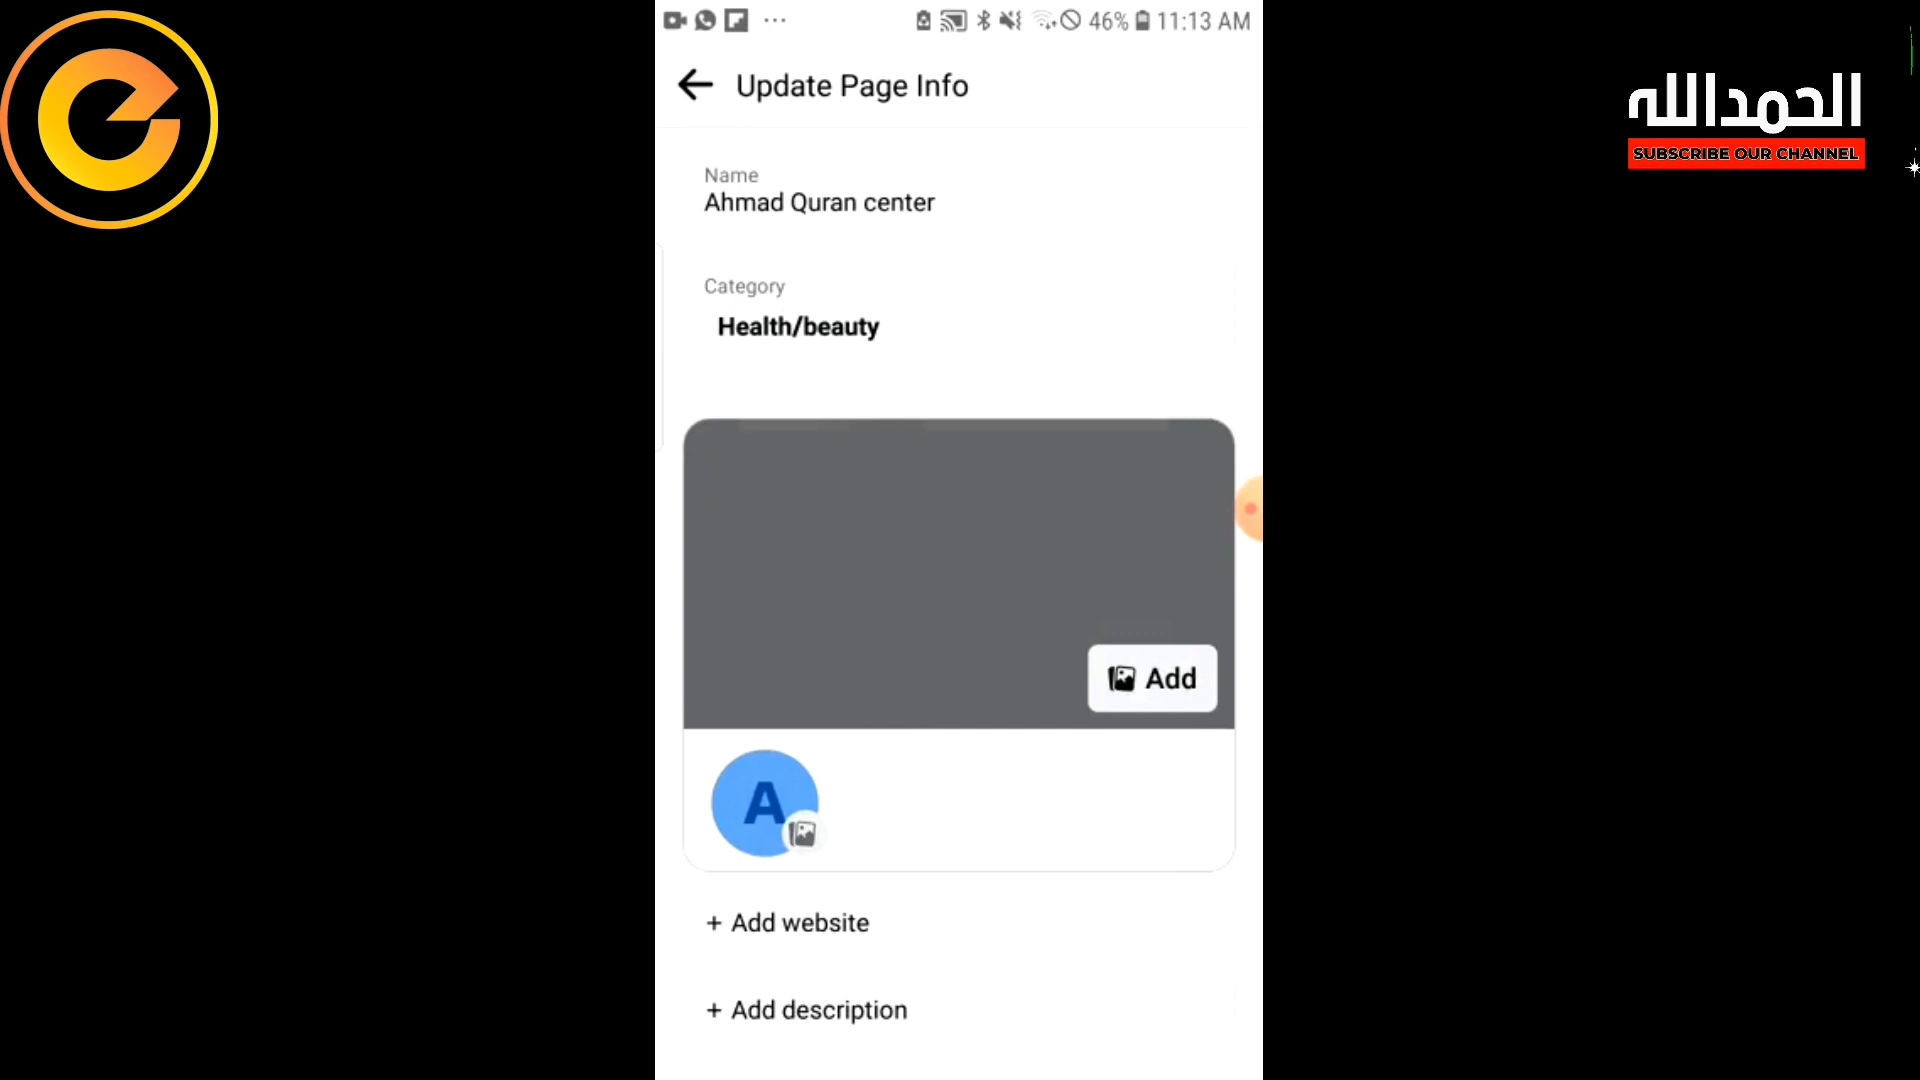 46% 11:13 AM
Update Page Info
الحمدالله
SUBSCRIBE OUR CHANNEL
Name
Ahmad Quran center
Category
Health/beauty
Add
A
+ Add website
+ Add description